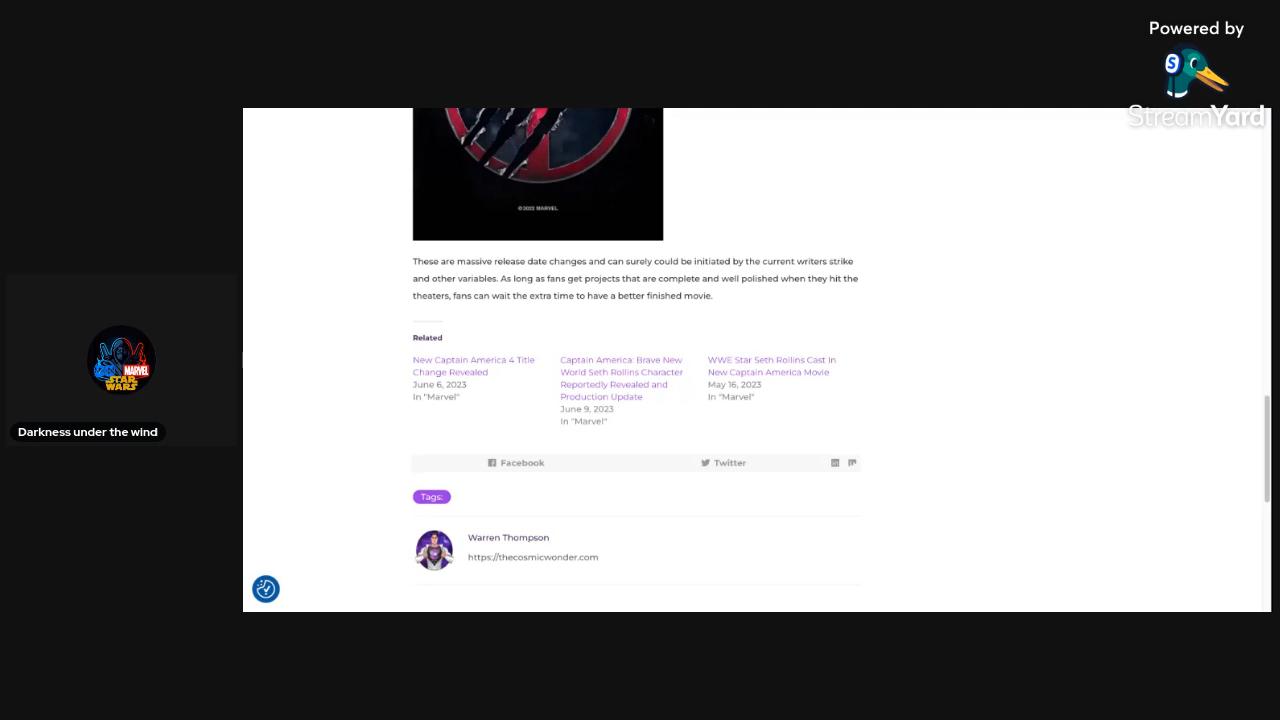 Powered by
StreamYard
©2022 MARVEL
These are massive release date changes and can surely could be initiated by the current writers strike
and other variables. As long as fans get projects that are complete and well polished when they hit the
theaters, fans can wait the extra time to have a better finished movie.
Related
New Captain America 4 Title
Change Revealed
June 6, 2023
In "Marvel"
Captain America: Brave New
World Seth Rollins Character
Reportedly Revealed and
Production Update
June 9, 2023
In "Marvel"
WWE Star Seth Rollins Cast In
New Captain America Movie
May 16, 2023
In "Marvel"
Facebook
Twitter
Tags:
Warren Thompson
https://thecosmicwonder.com
MARVEL
STAR
WARS
Darkness under the wind